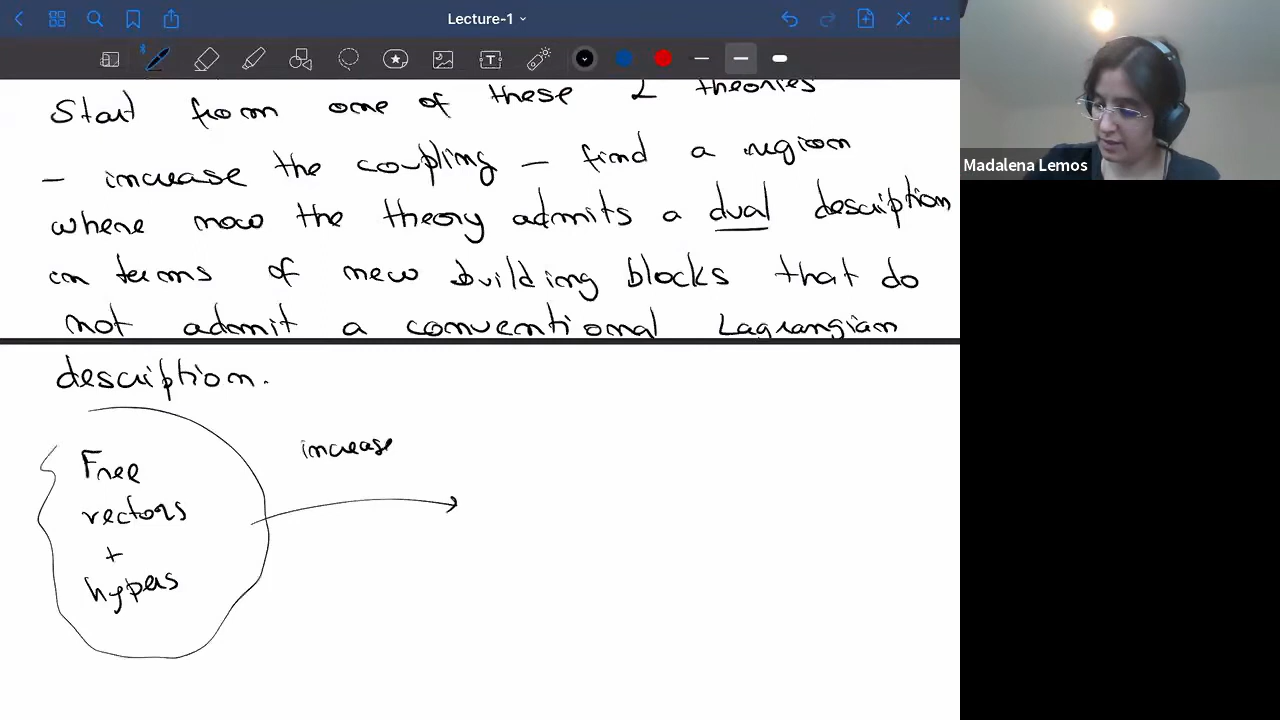 Lecture-1
Start from one of these 2 theories
- increase the coupling - find a region
where now the theory admits a dual description
in terms of new building blocks that do
not admit a conventional Lagrangian
description.
increase
Free
vectors
+
hypers
Madalena Lemos